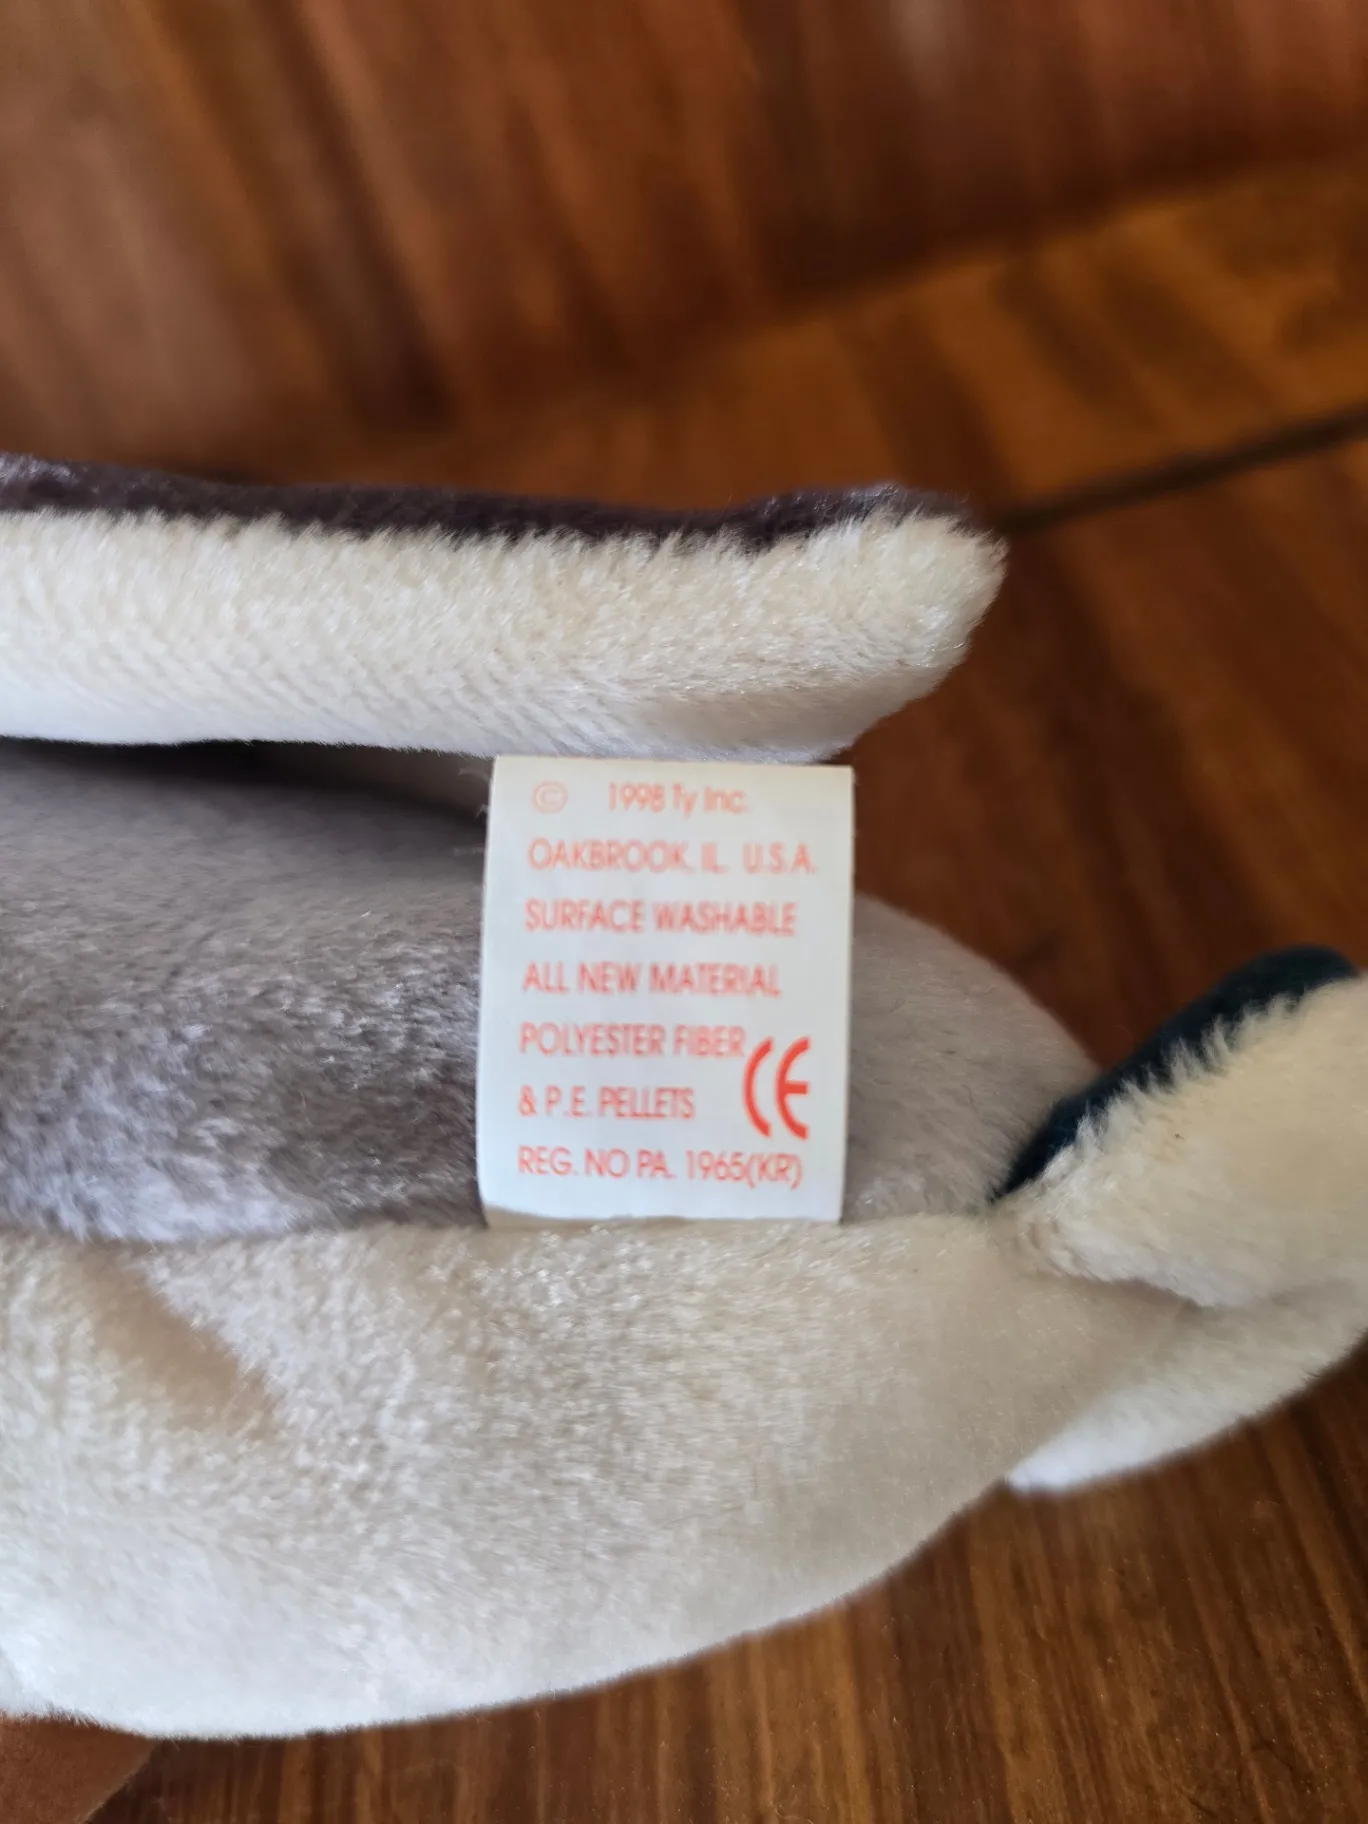 © 1998 Ty Inc.
OAKBROOK, IL. U.S.A.
SURFACE WASHABLE
ALL NEW MATERIAL
POLYESTER FIBER
& P.E. PELLETS CE
REG. NO PA. 1965(KR)